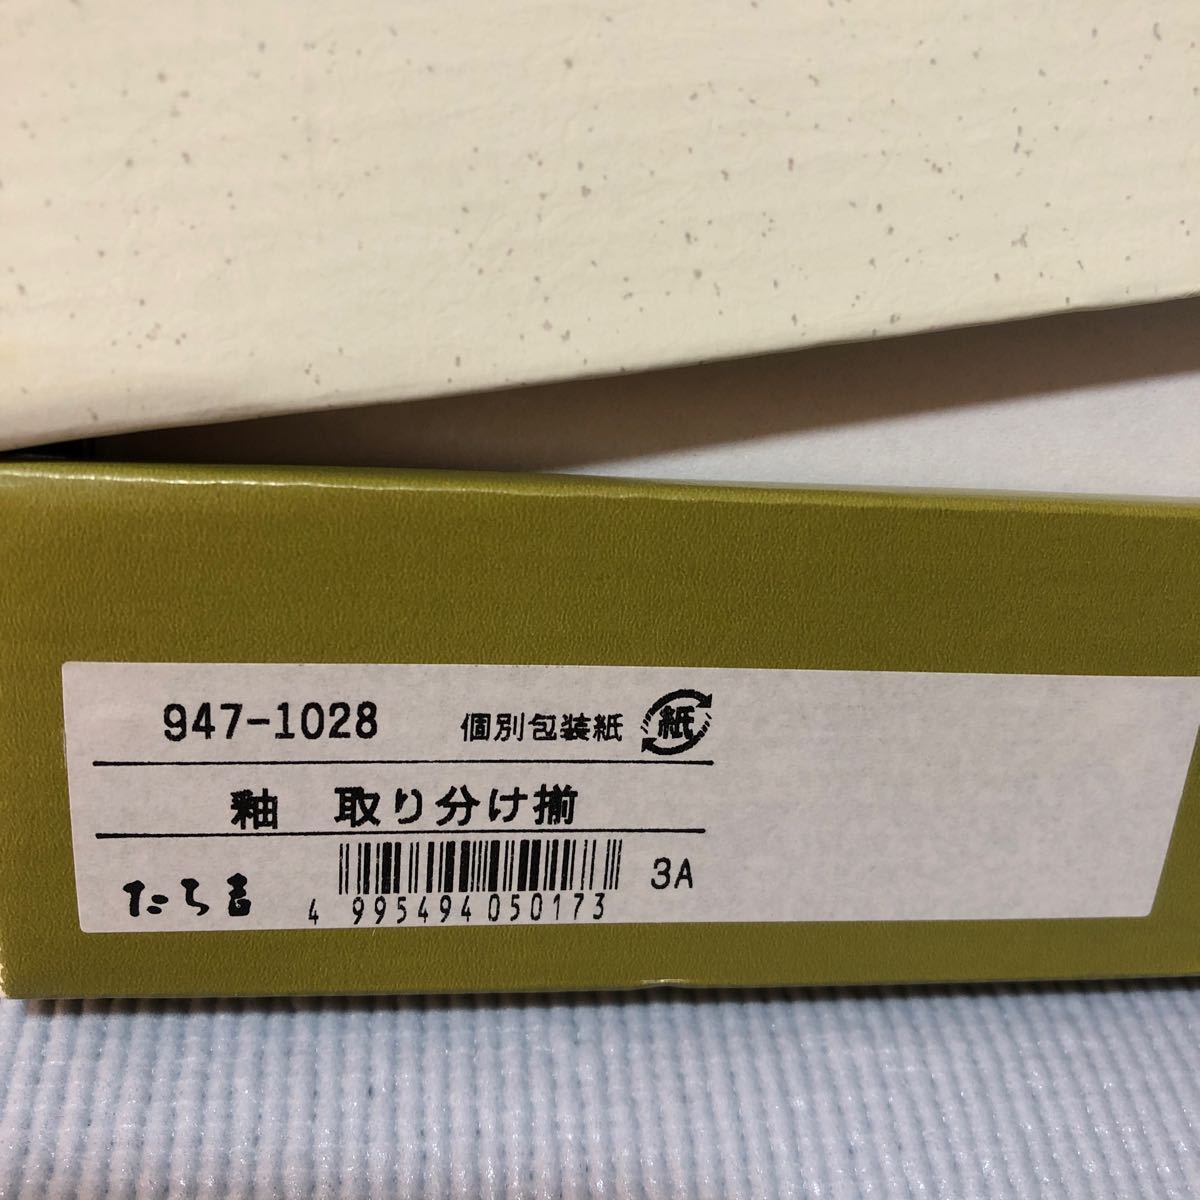 947-1028 個別包装紙 紙
釉 取り分け揃
たち吉 4 995494 050173 3A